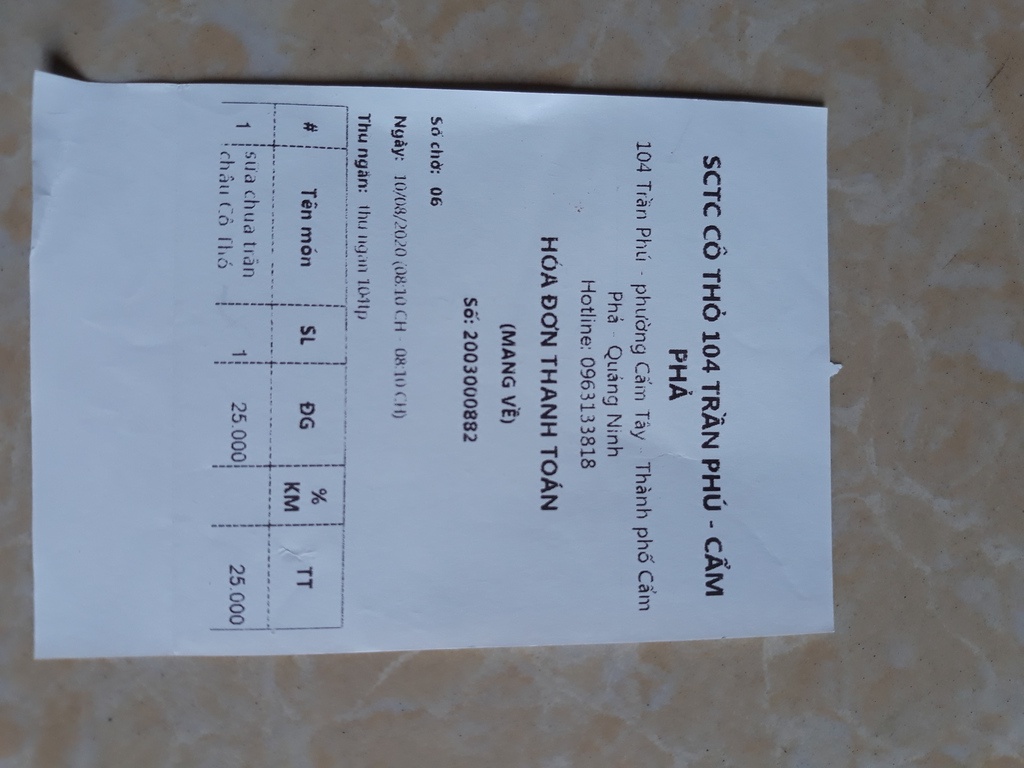 SCTC CÔ THỎ 104 TRẦN PHÚ - CẨM
PHẢ
104 Trần Phú - phường Cẩm Tây - Thành phố Cẩm
Phả - Quảng Ninh
Hotline: 0963133818
HÓA ĐƠN THANH TOÁN
(MANG VỀ)
Số: 2003000882
Số chờ: 06
Ngày: 10/08/2020 (08:10 CH - 08:10 CH)
Thu ngân: thu ngan 104tp
# Tên món SL ĐG % KM TT
1 sữa chua trân 1 25.000 25.000
châu Cô Thỏ